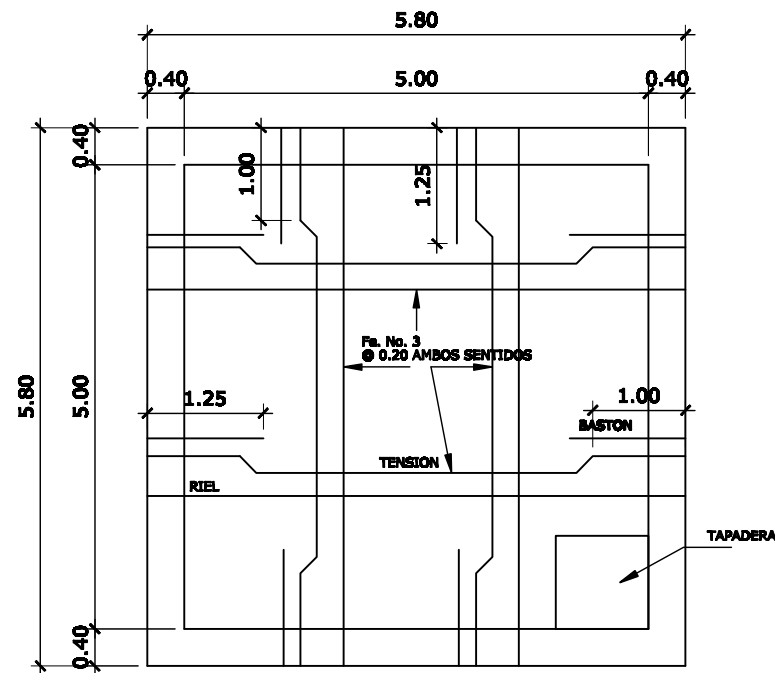 5.80
0.40 5.00 0.40
0.40
1.00
1.25
Fe. No. 3
@ 0.20 AMBOS SENTIDOS
5.80
5.00
1.25
1.00
BASTON
TENSION
RIEL
TAPADERA
0.40